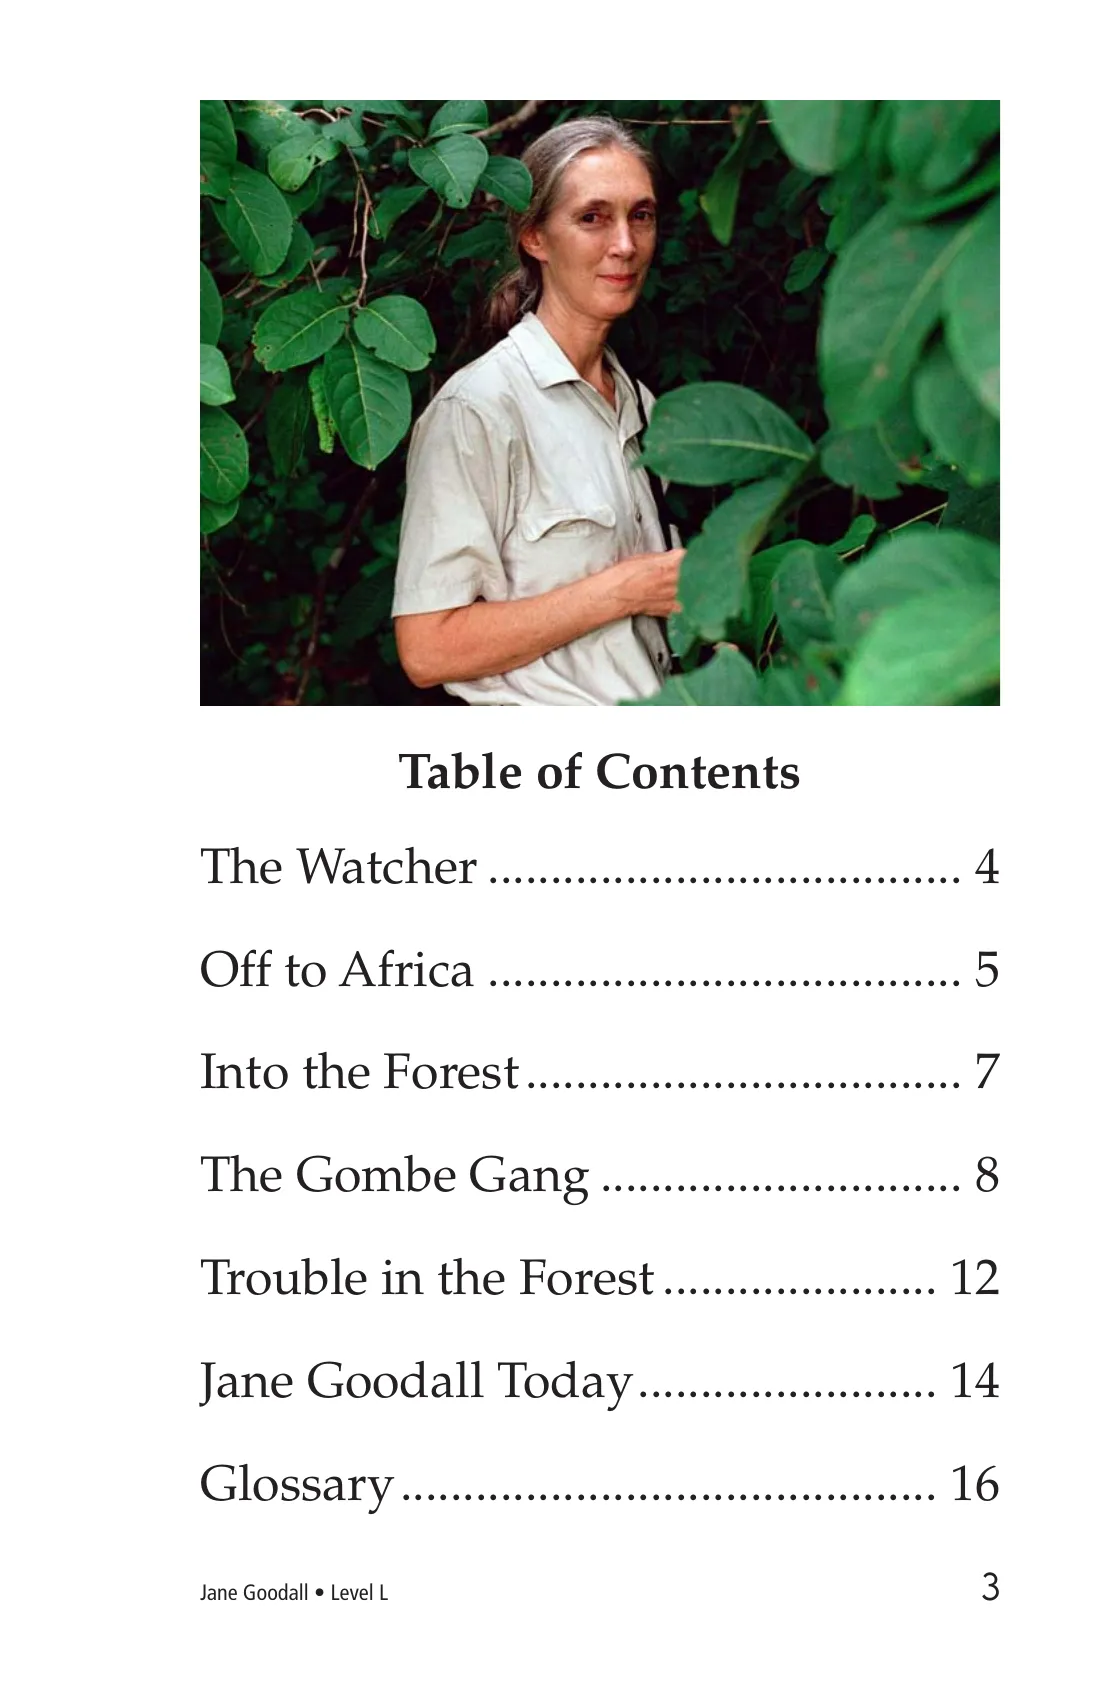 Table of Contents
The Watcher ...................................... 4
Off to Africa ...................................... 5
Into the Forest................................... 7
The Gombe Gang ............................. 8
Trouble in the Forest...................... 12
Jane Goodall Today........................ 14
Glossary........................................... 16
Jane Goodall • Level L 3